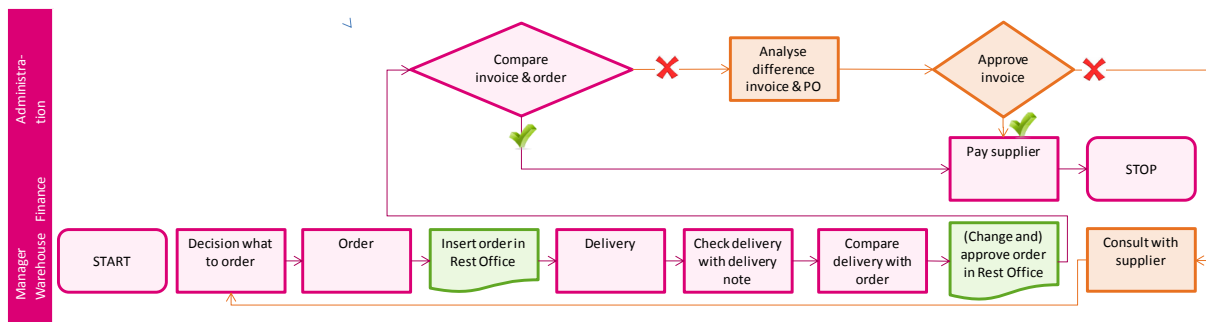 Administra-
tion
Finance
Manager
Warehouse
Compare
invoice & order
Analyse
difference
invoice & PO
Approve
invoice
Pay supplier
STOP
START
Decision what
to order
Order
Insert order in
Rest Office
Delivery
Check delivery
with delivery
note
Compare
delivery with
order
(Change and)
approve order
in Rest Office
Consult with
supplier